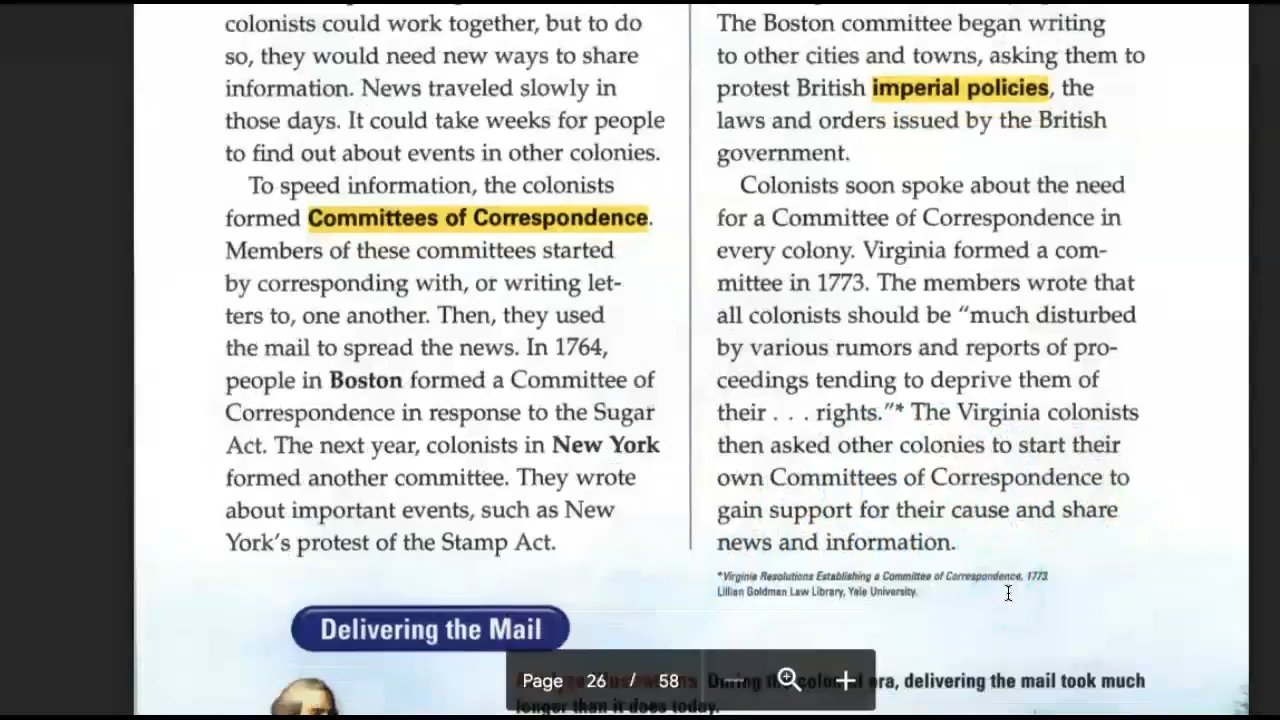 colonists could work together, but to do
so, they would need new ways to share
information. News traveled slowly in
those days. It could take weeks for people
to find out about events in other colonies.
To speed information, the colonists
formed Committees of Correspondence.
Members of these committees started
by corresponding with, or writing let-
ters to, one another. Then, they used
the mail to spread the news. In 1764,
people in Boston formed a Committee of
Correspondence in response to the Sugar
Act. The next year, colonists in New York
formed another committee. They wrote
about important events, such as New
York's protest of the Stamp Act.
The Boston committee began writing
to other cities and towns, asking them to
protest British imperial policies, the
laws and orders issued by the British
government.
Colonists soon spoke about the need
for a Committee of Correspondence in
every colony. Virginia formed a com-
mittee in 1773. The members wrote that
all colonists should be “much disturbed
by various rumors and reports of pro-
ceedings tending to deprive them of
their . . . rights.”* The Virginia colonists
then asked other colonies to start their
own Committees of Correspondence to
gain support for their cause and share
news and information.
*Virginia Resolutions Establishing a Committee of Correspondence, 1773
Lillian Goldman Law Library, Yale University.
Delivering the Mail
During the colonial era, delivering the mail took much
longer than it does today.
Page 26 / 58